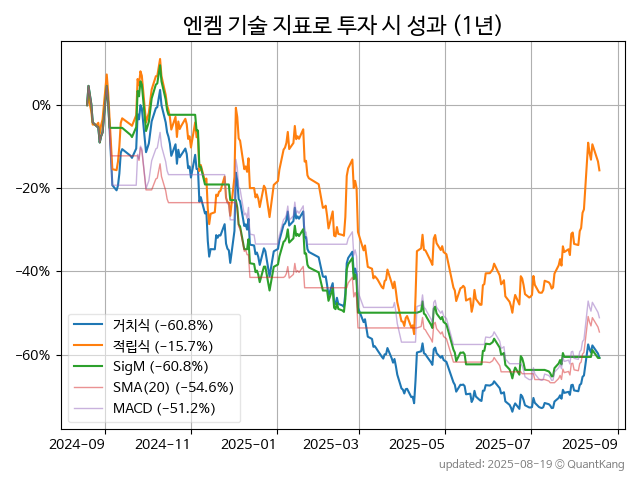 엔켐 기술 지표로 투자 시 성과 (1년)
0%
−20%
−40%
−60%
거치식 (−60.8%)
적립식 (−15.7%)
SigM (−60.8%)
SMA(20) (−54.6%)
MACD (−51.2%)
2024-09 2024-11 2025-01 2025-03 2025-05 2025-07 2025-09
updated: 2025-08-19 © QuantKang